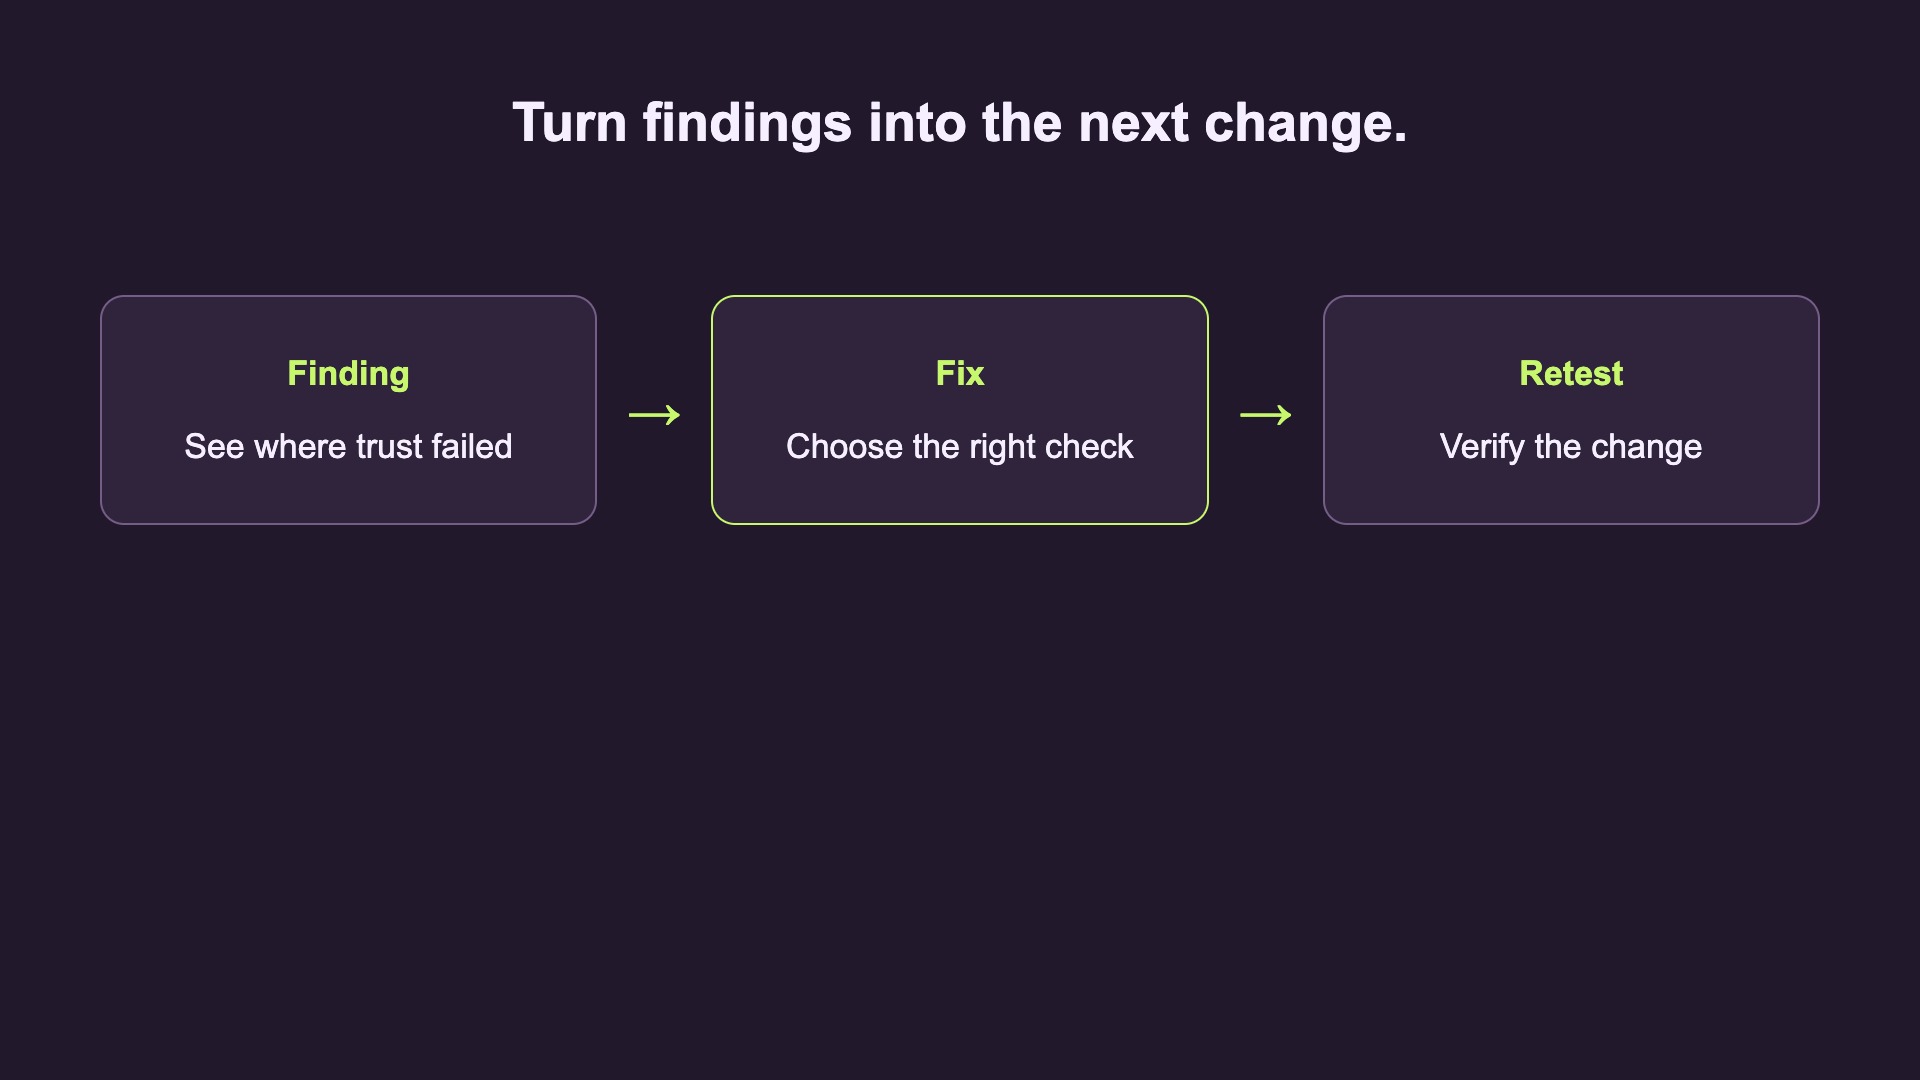 Turn findings into the next change.
Finding
See where trust failed
→
Fix
Choose the right check
→
Retest
Verify the change